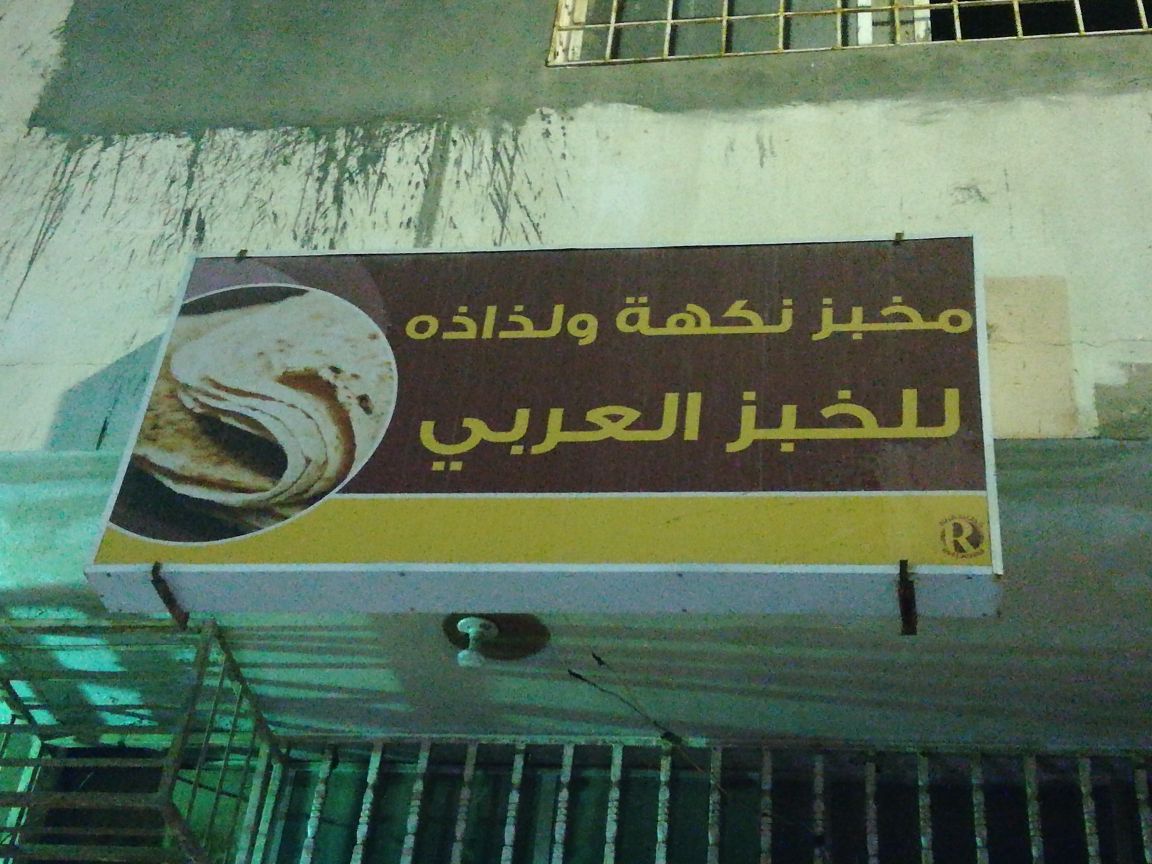 مخبز نكهة ولذاذه
للخبز العربي
R